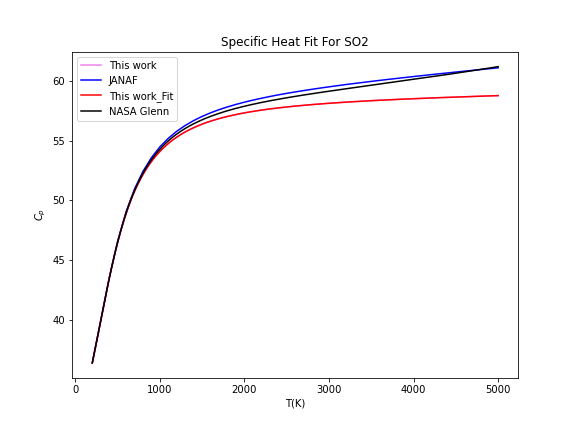 Specific Heat Fit For SO2
This work
JANAF
This work_Fit
NASA Glenn
60
55
50
45
40
C_p
0 1000 2000 3000 4000 5000
T(K)